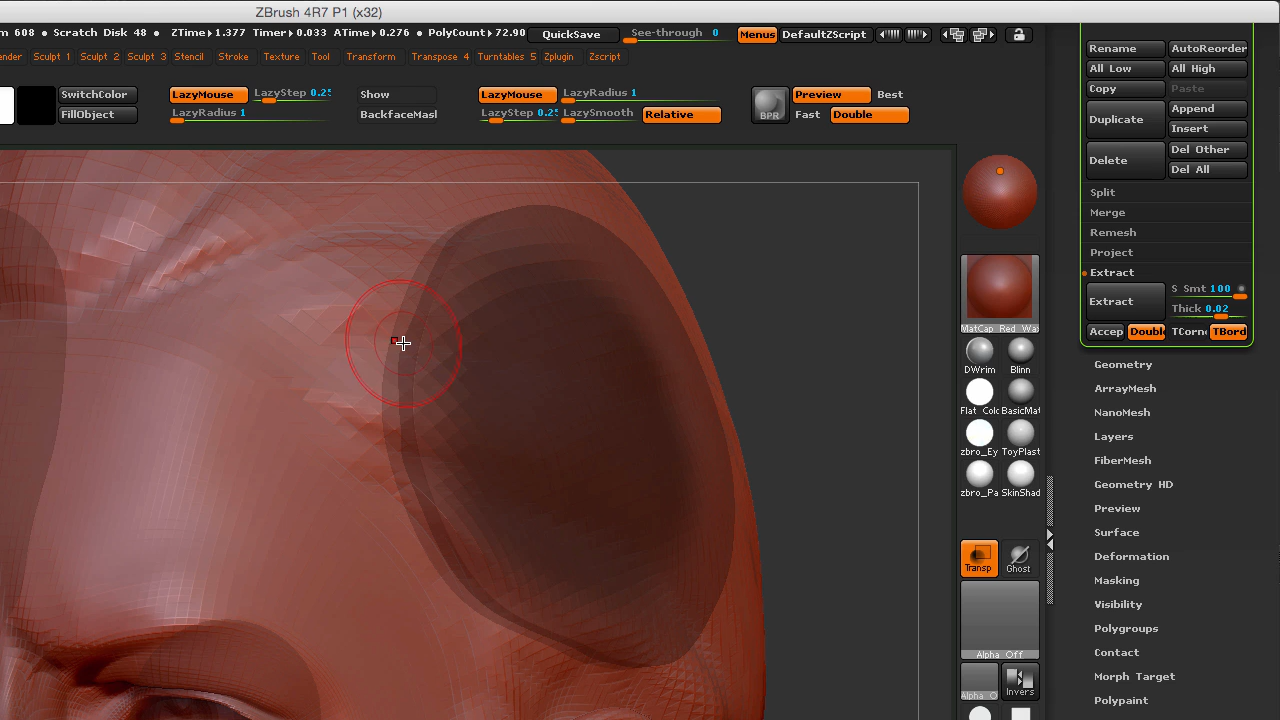 ZBrush 4R7 P1 (x32)
m 608 • Scratch Disk 48 • ZTime▸1.377 Timer▸0.033 ATime▸0.276 • PolyCount▸72.90 QuickSave See-through 0 Menus DefaultZScript
ender Sculpt 1 Sculpt 2 Sculpt 3 Stencil Stroke Texture Tool Transform Transpose 4 Turntables 5 Zplugin Zscript
SwitchColor LazyMouse LazyStep 0.25 Show LazyMouse LazyRadius 1 Preview Best
FillObject LazyRadius 1 BackfaceMasl LazyStep 0.25 LazySmooth Relative BPR Fast Double
Rename AutoReorder
All Low All High
Copy Paste
Duplicate Append
Insert
Delete Del Other
Del All
Split
Merge
Remesh
Project
Extract
Extract S Smt 100
Thick 0.02
Accep Double TCorne TBord
MatCap Red Wax
DWrim Blinn
Flat Colo BasicMat
zbro_Ey ToyPlast
zbro_Pa SkinShad
Transp Ghost
Alpha Off
Alpha O Invers
Geometry
ArrayMesh
NanoMesh
Layers
FiberMesh
Geometry HD
Preview
Surface
Deformation
Masking
Visibility
Polygroups
Contact
Morph Target
Polypaint